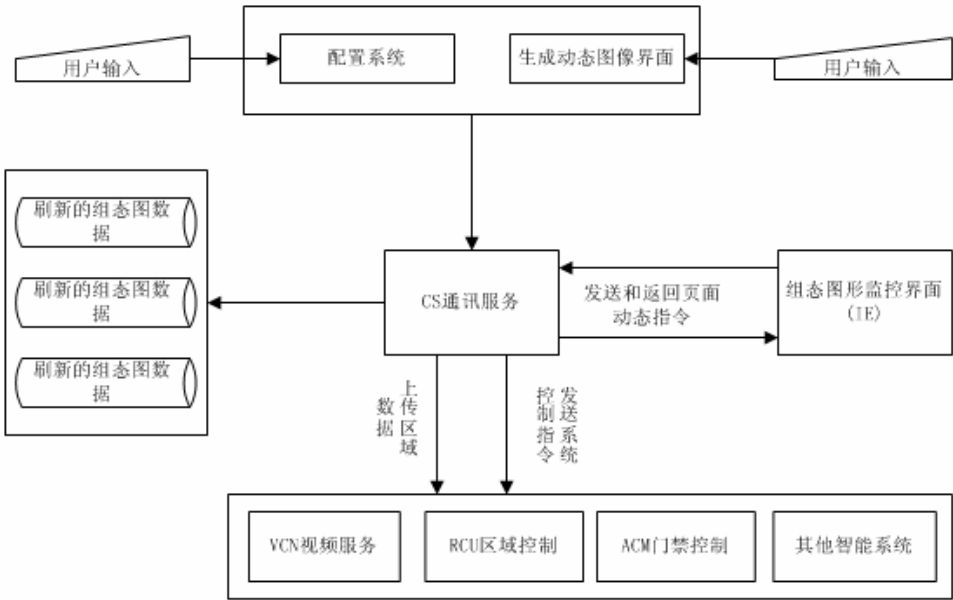 用户输入
配置系统
生成动态图像界面
用户输入
刷新的组态图数
据
刷新的组态图数
据
刷新的组态图数
据
CS通讯服务
发送和返回页面
动态指令
组态图形监控界面
(IE)
上传区域
数据
发送系统
控制指令
VCN视频服务
RCU区域控制
ACM门禁控制
其他智能系统